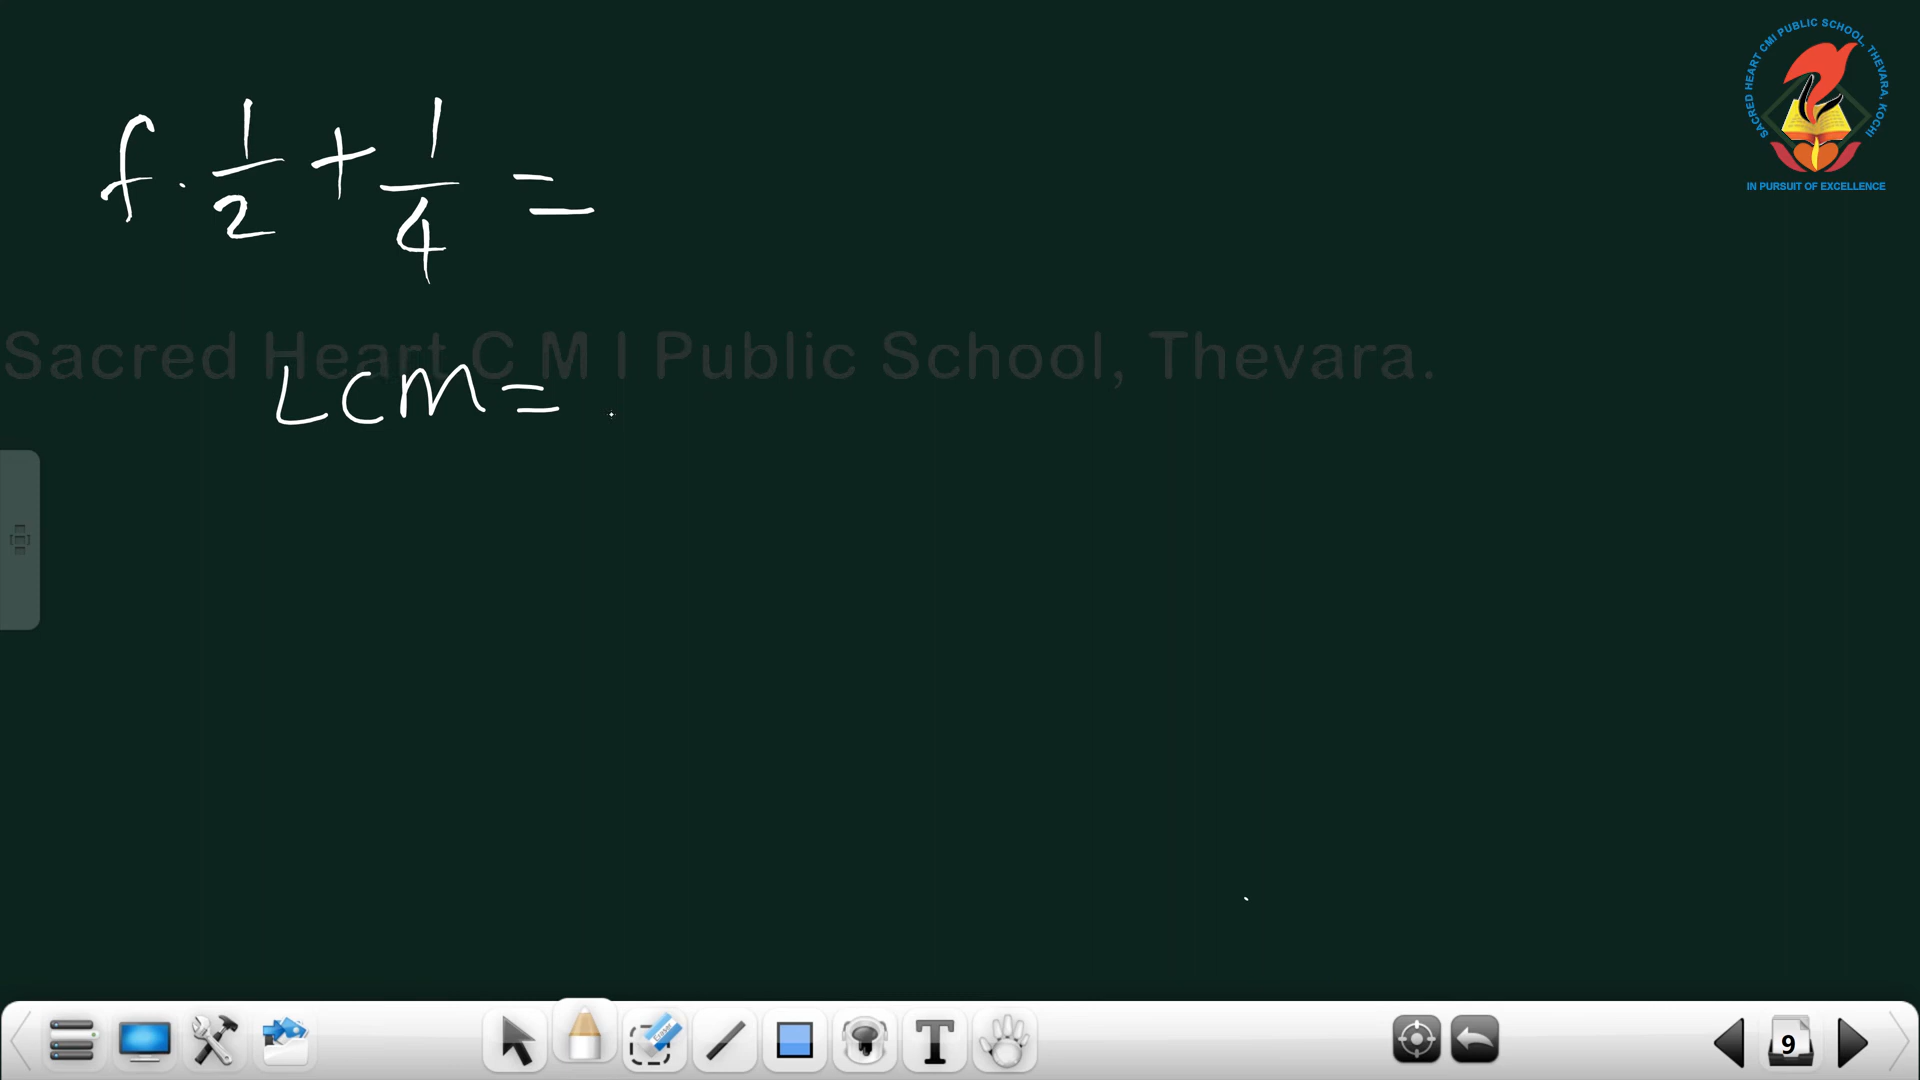 f. 1/2 + 1/4 =
Sacred Heart C M I Public School, Thevara.
LCM =
SACRED HEART CMI PUBLIC SCHOOL, THEVARA, KOCHI
IN PURSUIT OF EXCELLENCE
eraser
T
9